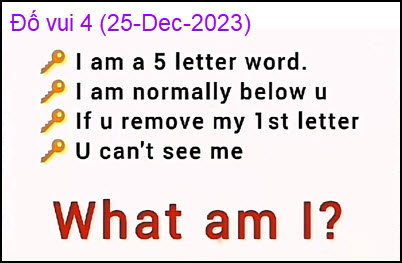 Đố vui 4 (25-Dec-2023)
I am a 5 letter word.
I am normally below u
If u remove my 1st letter
U can't see me
What am I?